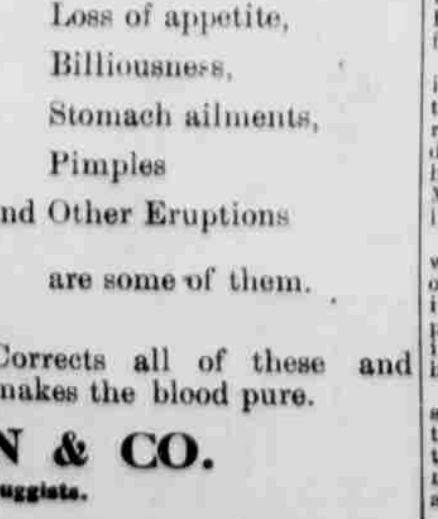 Loss of appetite,
Billiousness,
Stomach ailments,
Pimples
nd Other Eruptions
are some of them.
Corrects all of these and
makes the blood pure.
N & CO.
uggists.